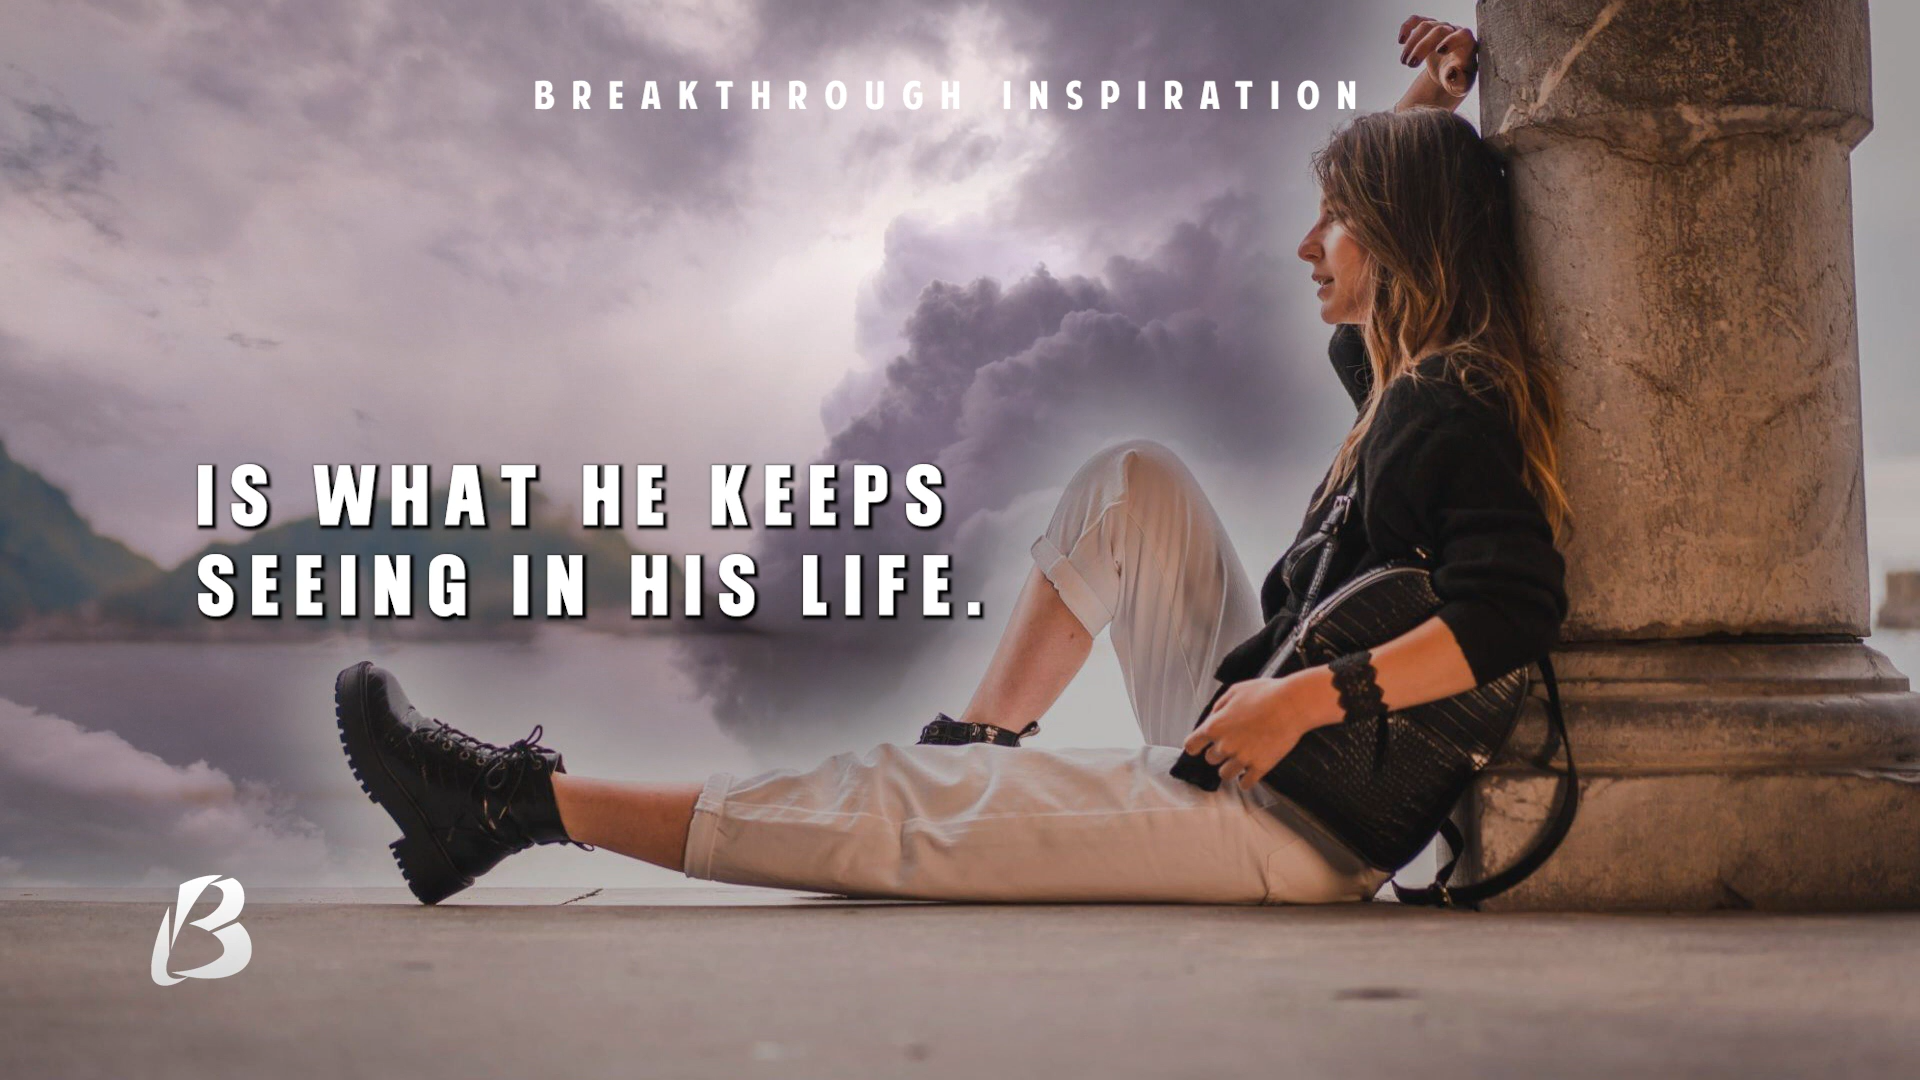 BREAKTHROUGH INSPIRATION
IS WHAT HE KEEPS
SEEING IN HIS LIFE.
B